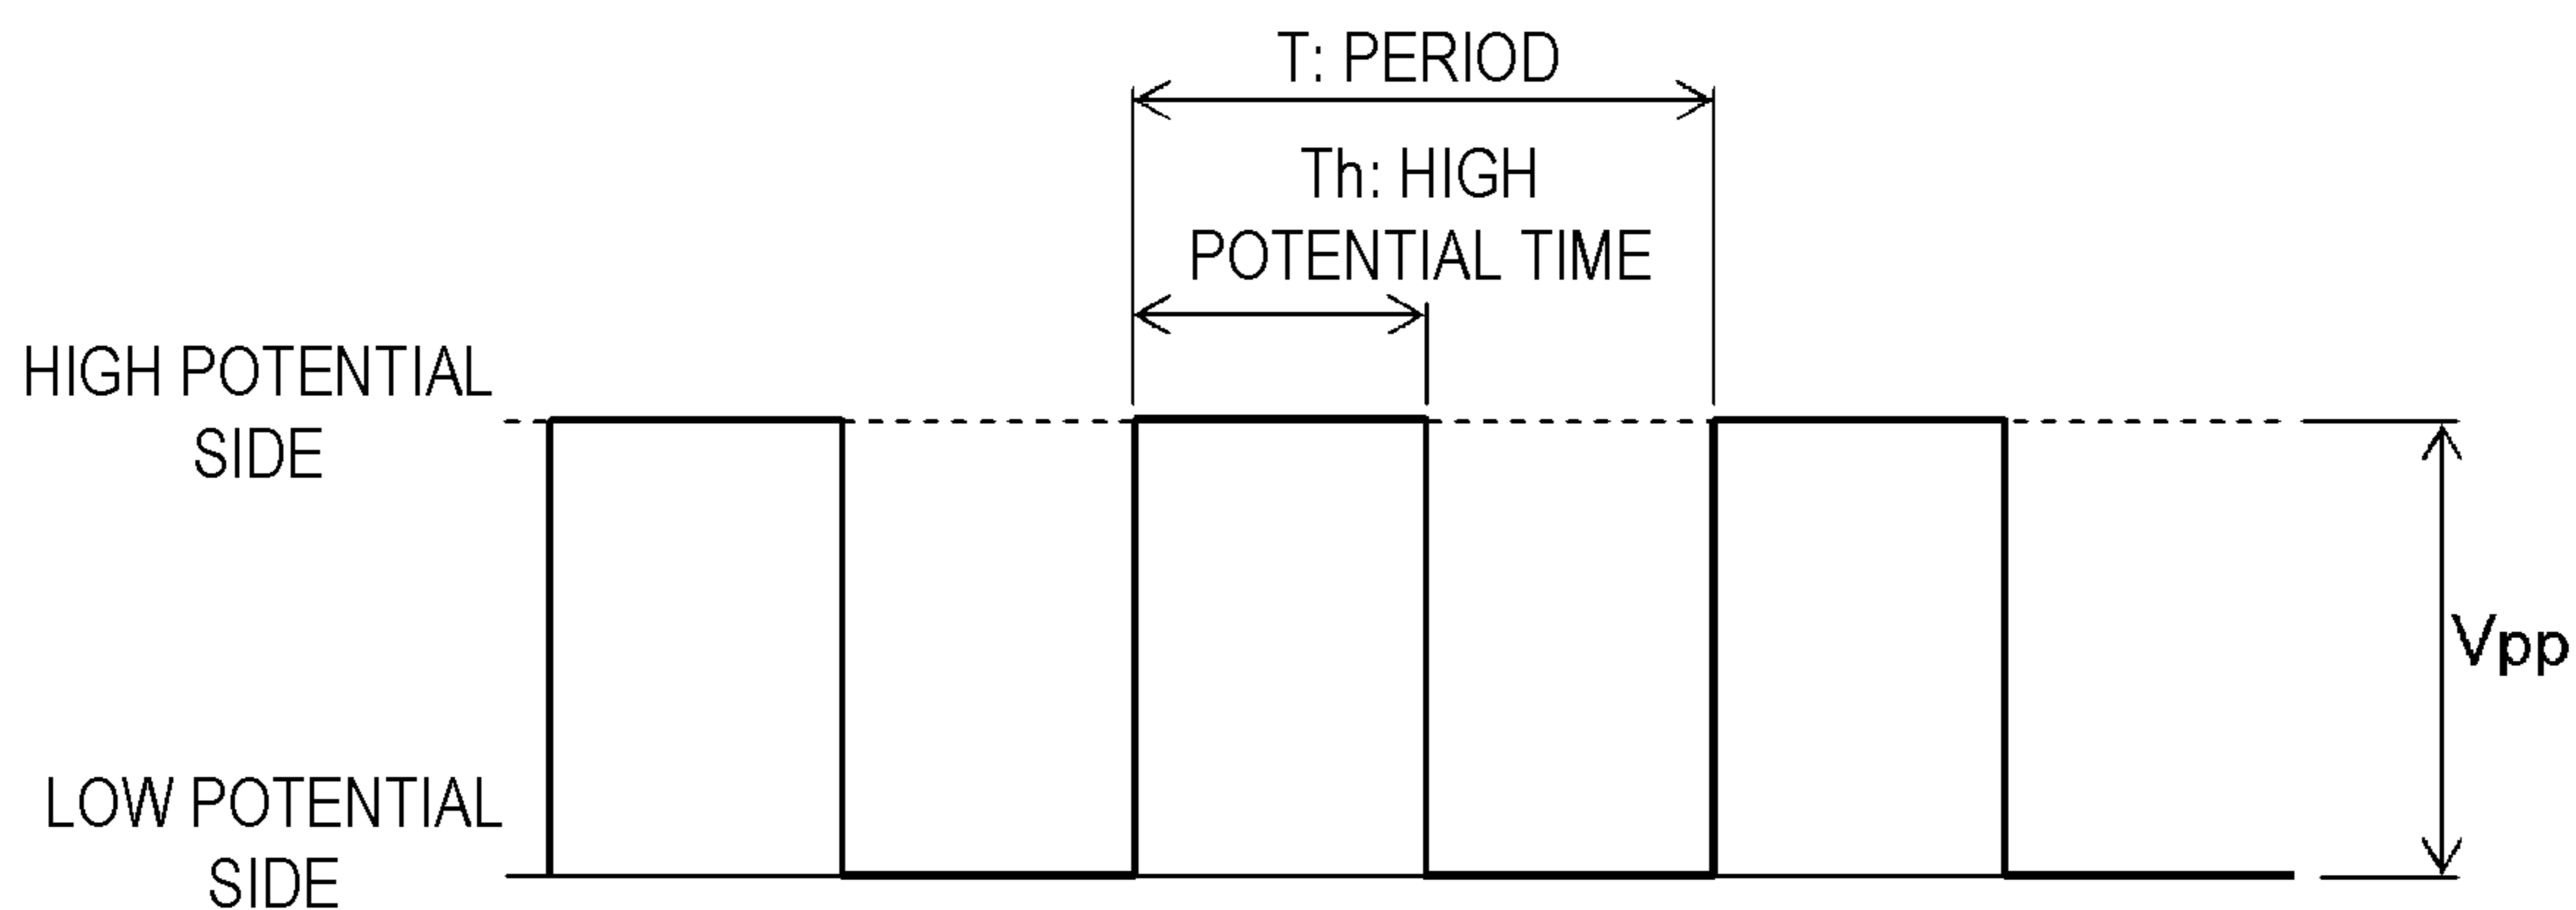 T: PERIOD
Th: HIGH
POTENTIAL TIME
HIGH POTENTIAL
SIDE
Vpp
LOW POTENTIAL
SIDE